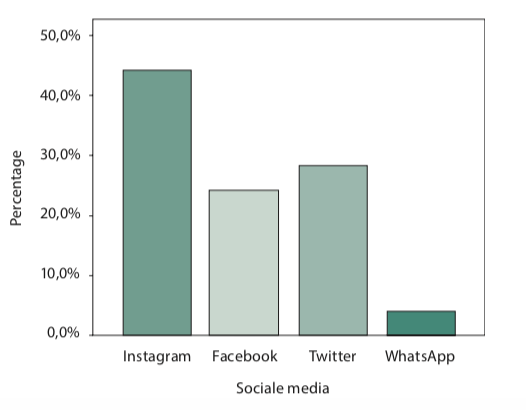 50,0%
40,0%
30,0%
20,0%
10,0%
0,0%
Percentage
Instagram Facebook Twitter WhatsApp
Sociale media